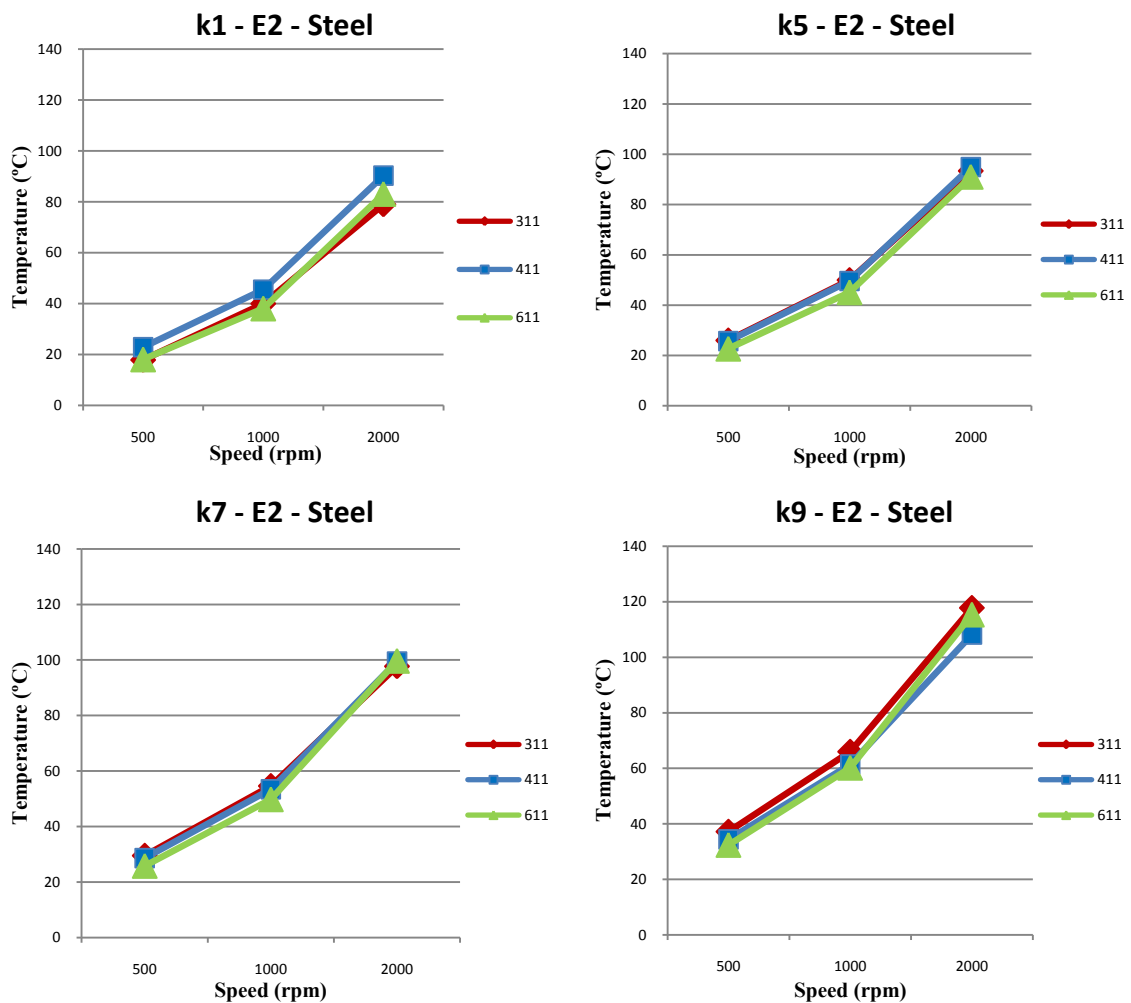 k1 - E2 - Steel
140
120
100
80
60
40
20
0
Temperature (ºC)
500 1000 2000
Speed (rpm)
311
411
611
k5 - E2 - Steel
140
120
100
80
60
40
20
0
Temperature (ºC)
500 1000 2000
Speed (rpm)
311
411
611
k7 - E2 - Steel
140
120
100
80
60
40
20
0
Temperature (ºC)
500 1000 2000
Speed (rpm)
311
411
611
k9 - E2 - Steel
140
120
100
80
60
40
20
0
Temperature (ºC)
500 1000 2000
Speed (rpm)
311
411
611